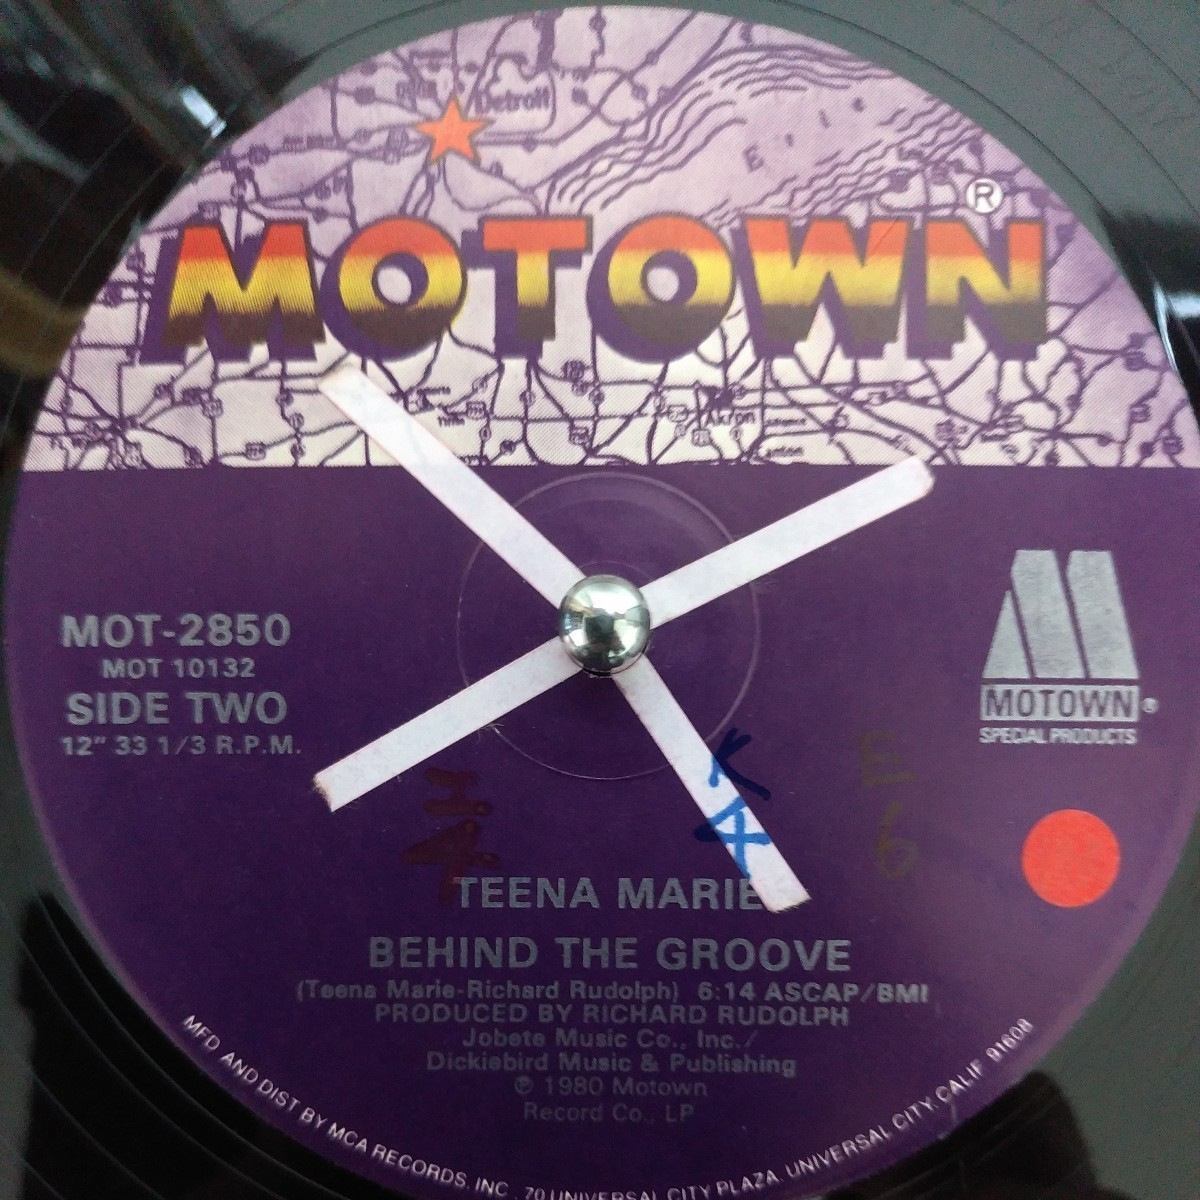 Detroit
E r i e
MOTOWN®
Akron
MOT-2850
MOT 10132
SIDE TWO
12" 33 1/3 R.P.M.
MOTOWN®
SPECIAL PRODUCTS
K
E
6
TEENA MARIE
BEHIND THE GROOVE
(Teena Marie-Richard Rudolph) 6:14 ASCAP/BMI
PRODUCED BY RICHARD RUDOLPH
Jobete Music Co., Inc./
Dickiebird Music & Publishing
℗ 1980 Motown
Record Co., LP
MFD AND DIST BY MCA RECORDS, INC., 70 UNIVERSAL CITY PLAZA, UNIVERSAL CITY, CALIF 91608